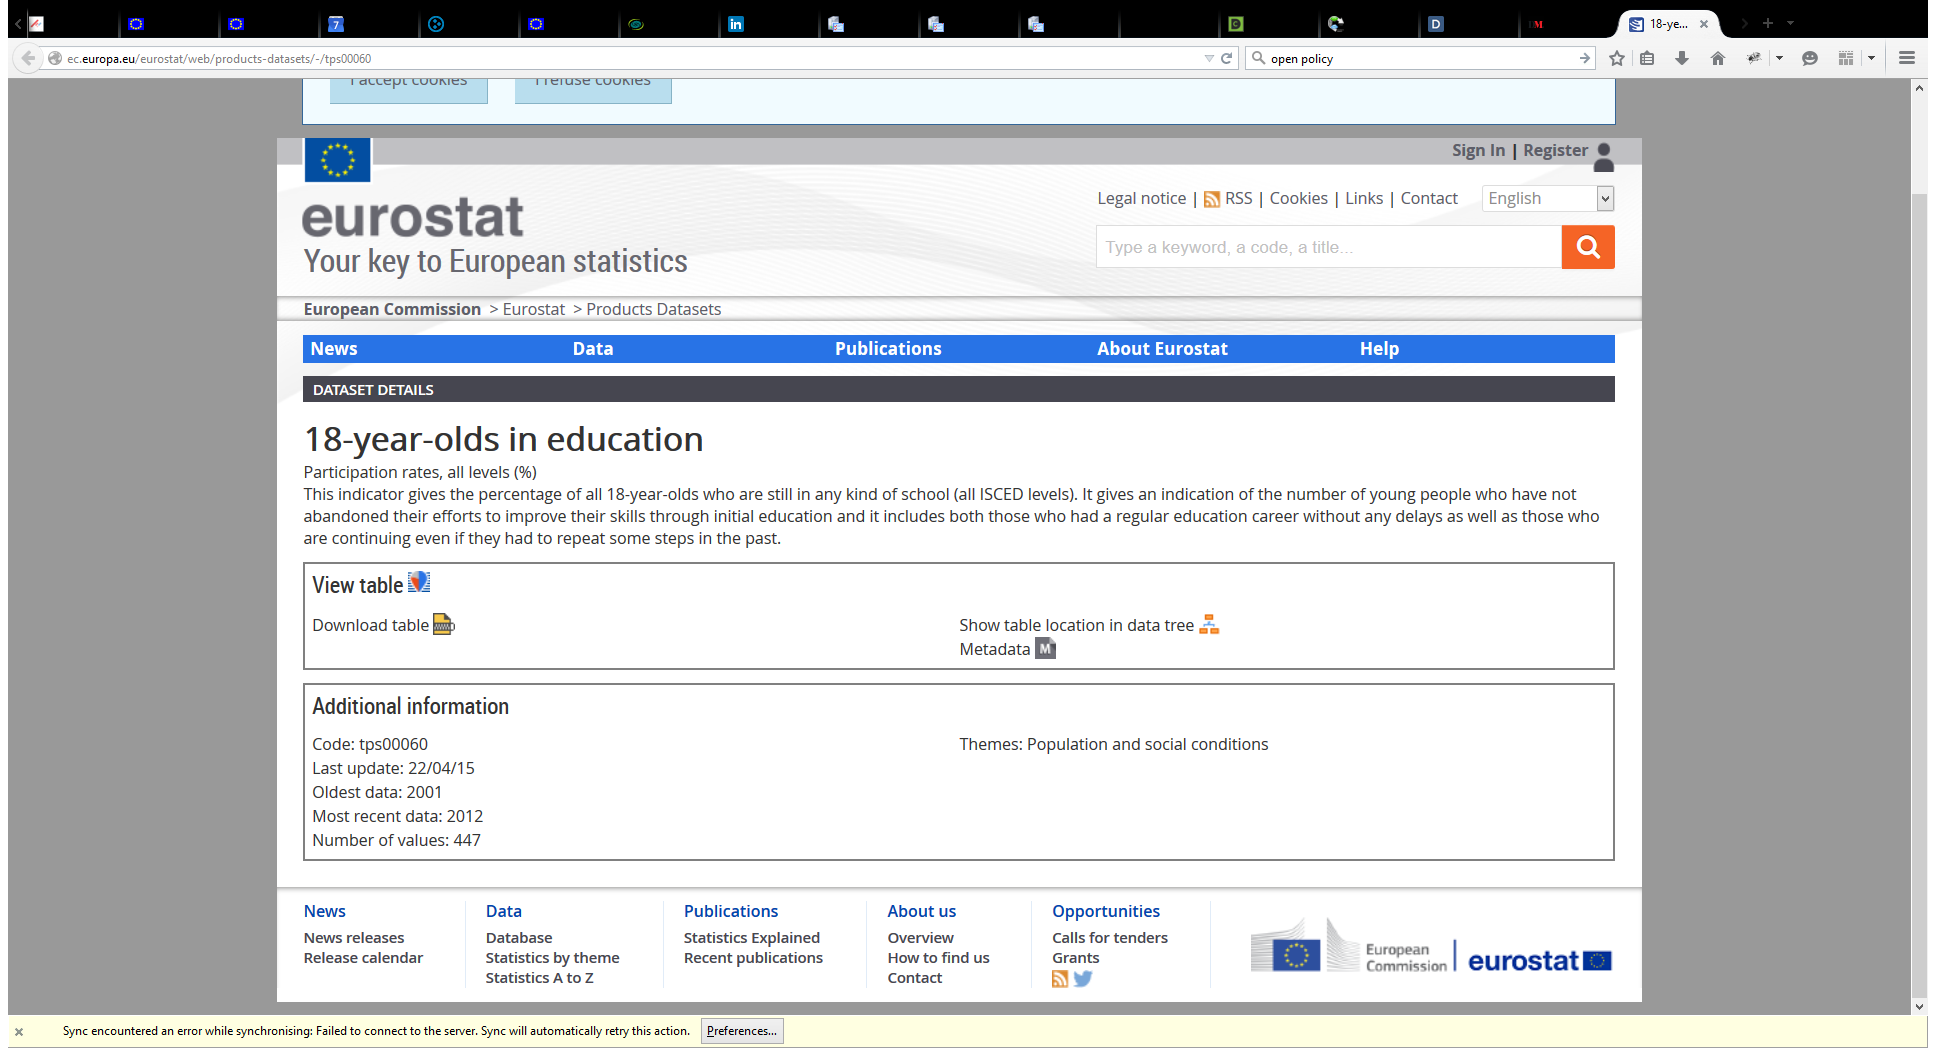 7
in
D
M
18-ye...
ec.europa.eu/eurostat/web/products-datasets/-/tps00060
open policy
I accept cookies
I refuse cookies
Sign In | Register
Legal notice | RSS | Cookies | Links | Contact
English
eurostat
Your key to European statistics
Type a keyword, a code, a title...
European Commission > Eurostat > Products Datasets
News
Data
Publications
About Eurostat
Help
DATASET DETAILS
18-year-olds in education
Participation rates, all levels (%)
This indicator gives the percentage of all 18-year-olds who are still in any kind of school (all ISCED levels). It gives an indication of the number of young people who have not
abandoned their efforts to improve their skills through initial education and it includes both those who had a regular education career without any delays as well as those who
are continuing even if they had to repeat some steps in the past.
View table
Download table
Show table location in data tree
Metadata M
Additional information
Code: tps00060
Last update: 22/04/15
Oldest data: 2001
Most recent data: 2012
Number of values: 447
Themes: Population and social conditions
News
News releases
Release calendar
Data
Database
Statistics by theme
Statistics A to Z
Publications
Statistics Explained
Recent publications
About us
Overview
How to find us
Contact
Opportunities
Calls for tenders
Grants
European
Commission
eurostat
Sync encountered an error while synchronising: Failed to connect to the server. Sync will automatically retry this action.
Preferences...